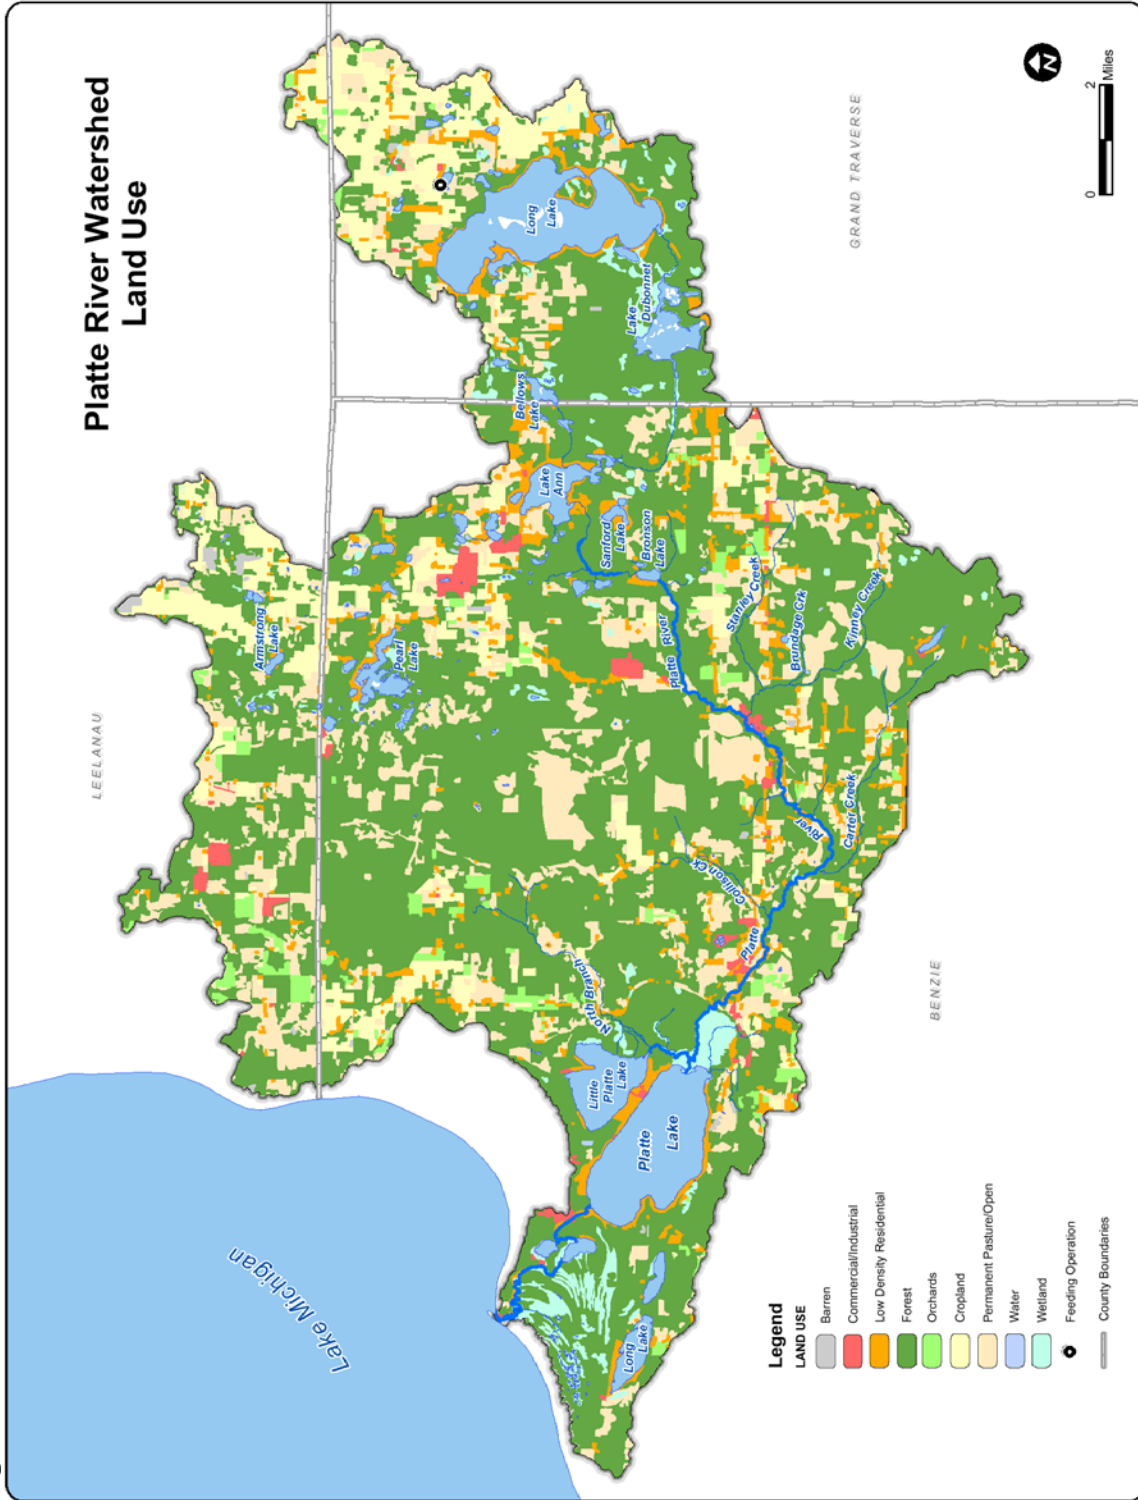 Platte River Watershed
Land Use
LEELANAU
GRAND TRAVERSE
BENZIE
Lake Michigan
Armstrong
Lake
Pearl
Lake
Bellows
Lake
Lake
Ann
Long
Lake
Lake
Dubonnet
Sanford
Lake
Bronson
Lake
Platte River
Stanley Creek
Brundage Crk
Kinney Creek
Carter Creek
Collison Ck
North Branch
Platte
River
Little
Platte
Lake
Platte
Lake
Long
Lake
N
0 2
Miles
Legend
LAND USE
Barren
Commercial/Industrial
Low Density Residential
Forest
Orchards
Cropland
Permanent Pasture/Open
Water
Wetland
Feeding Operation
County Boundaries